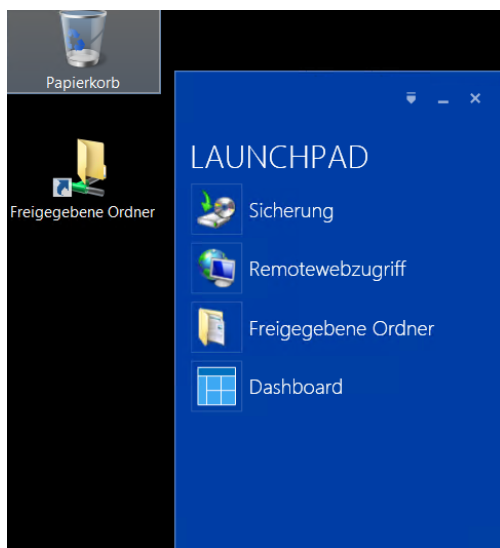 Papierkorb
Freigegebene Ordner
LAUNCHPAD
Sicherung
Remotewebzugriff
Freigegebene Ordner
Dashboard